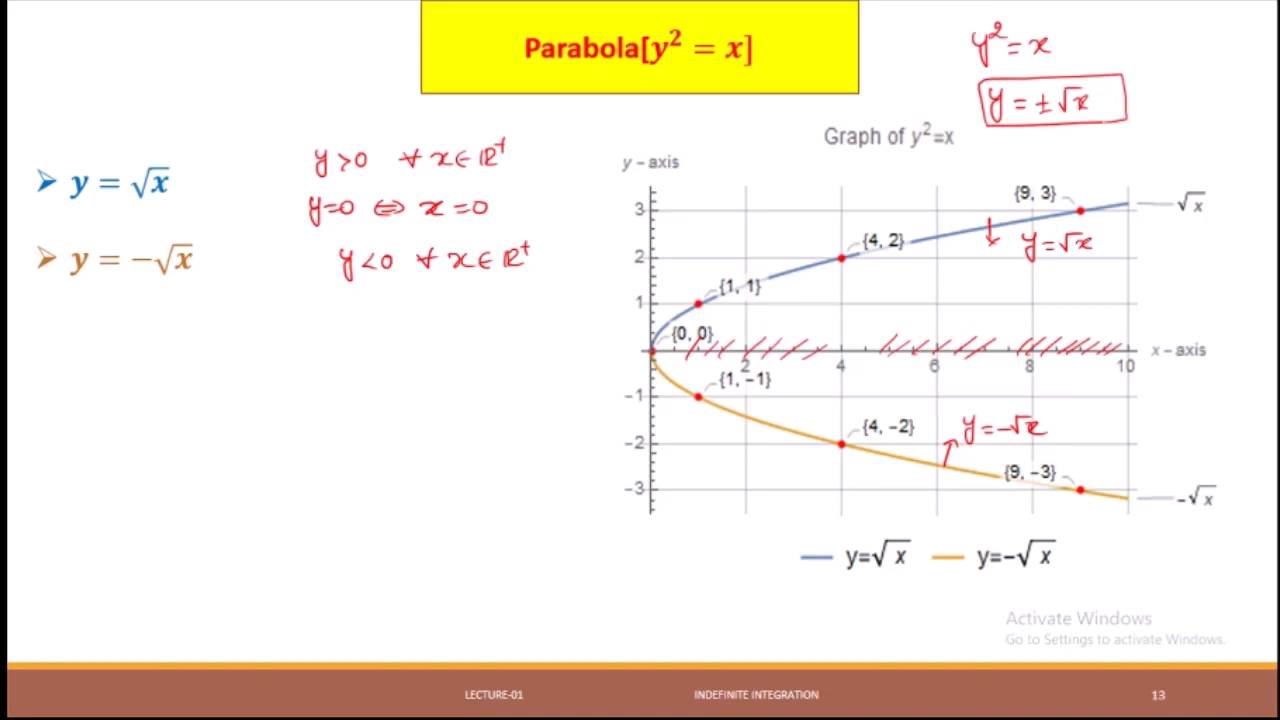 Parabola[y² = x]
y² = x
y = ±√x
➢ y = √x
y > 0 ∀ x ∈ ℝ⁺
y = 0 ⇔ x = 0
➢ y = −√x
y < 0 ∀ x ∈ ℝ⁺
Graph of y²=x
y – axis
3
2
1
−1
−2
−3
{9, 3}
√x
{4, 2}
y = √x
{1, 1}
{0, 0}
2
4
6
8
10
x – axis
{1, −1}
{4, −2}
y = −√x
{9, −3}
−√x
y=√x
y=−√x
Activate Windows
Go to Settings to activate Windows.
LECTURE-01
INDEFINITE INTEGRATION
13